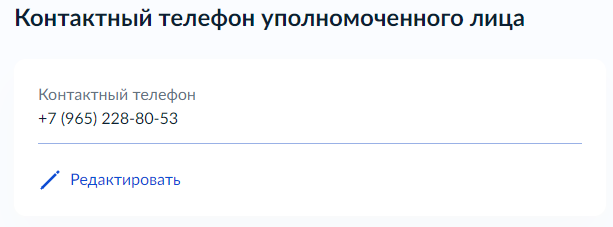 Контактный телефон уполномоченного лица
Контактный телефон
+7 (965) 228-80-53
Редактировать